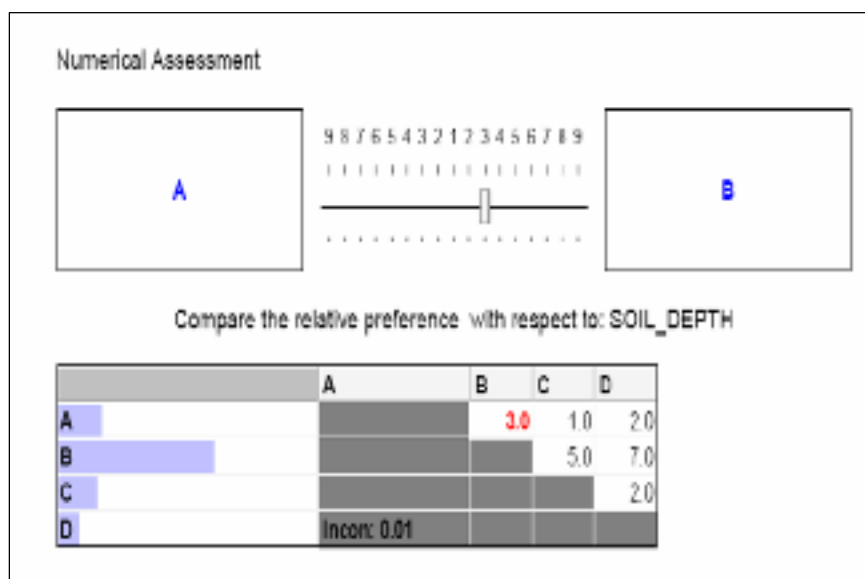 Numerical Assessment
9 8 7 6 5 4 3 2 1 2 3 4 5 6 7 8 9
A
B
Compare the relative preference with respect to: SOIL_DEPTH
A B C D
A 3.0 1.0 2.0
B 5.0 7.0
C 2.0
D Incon: 0.01